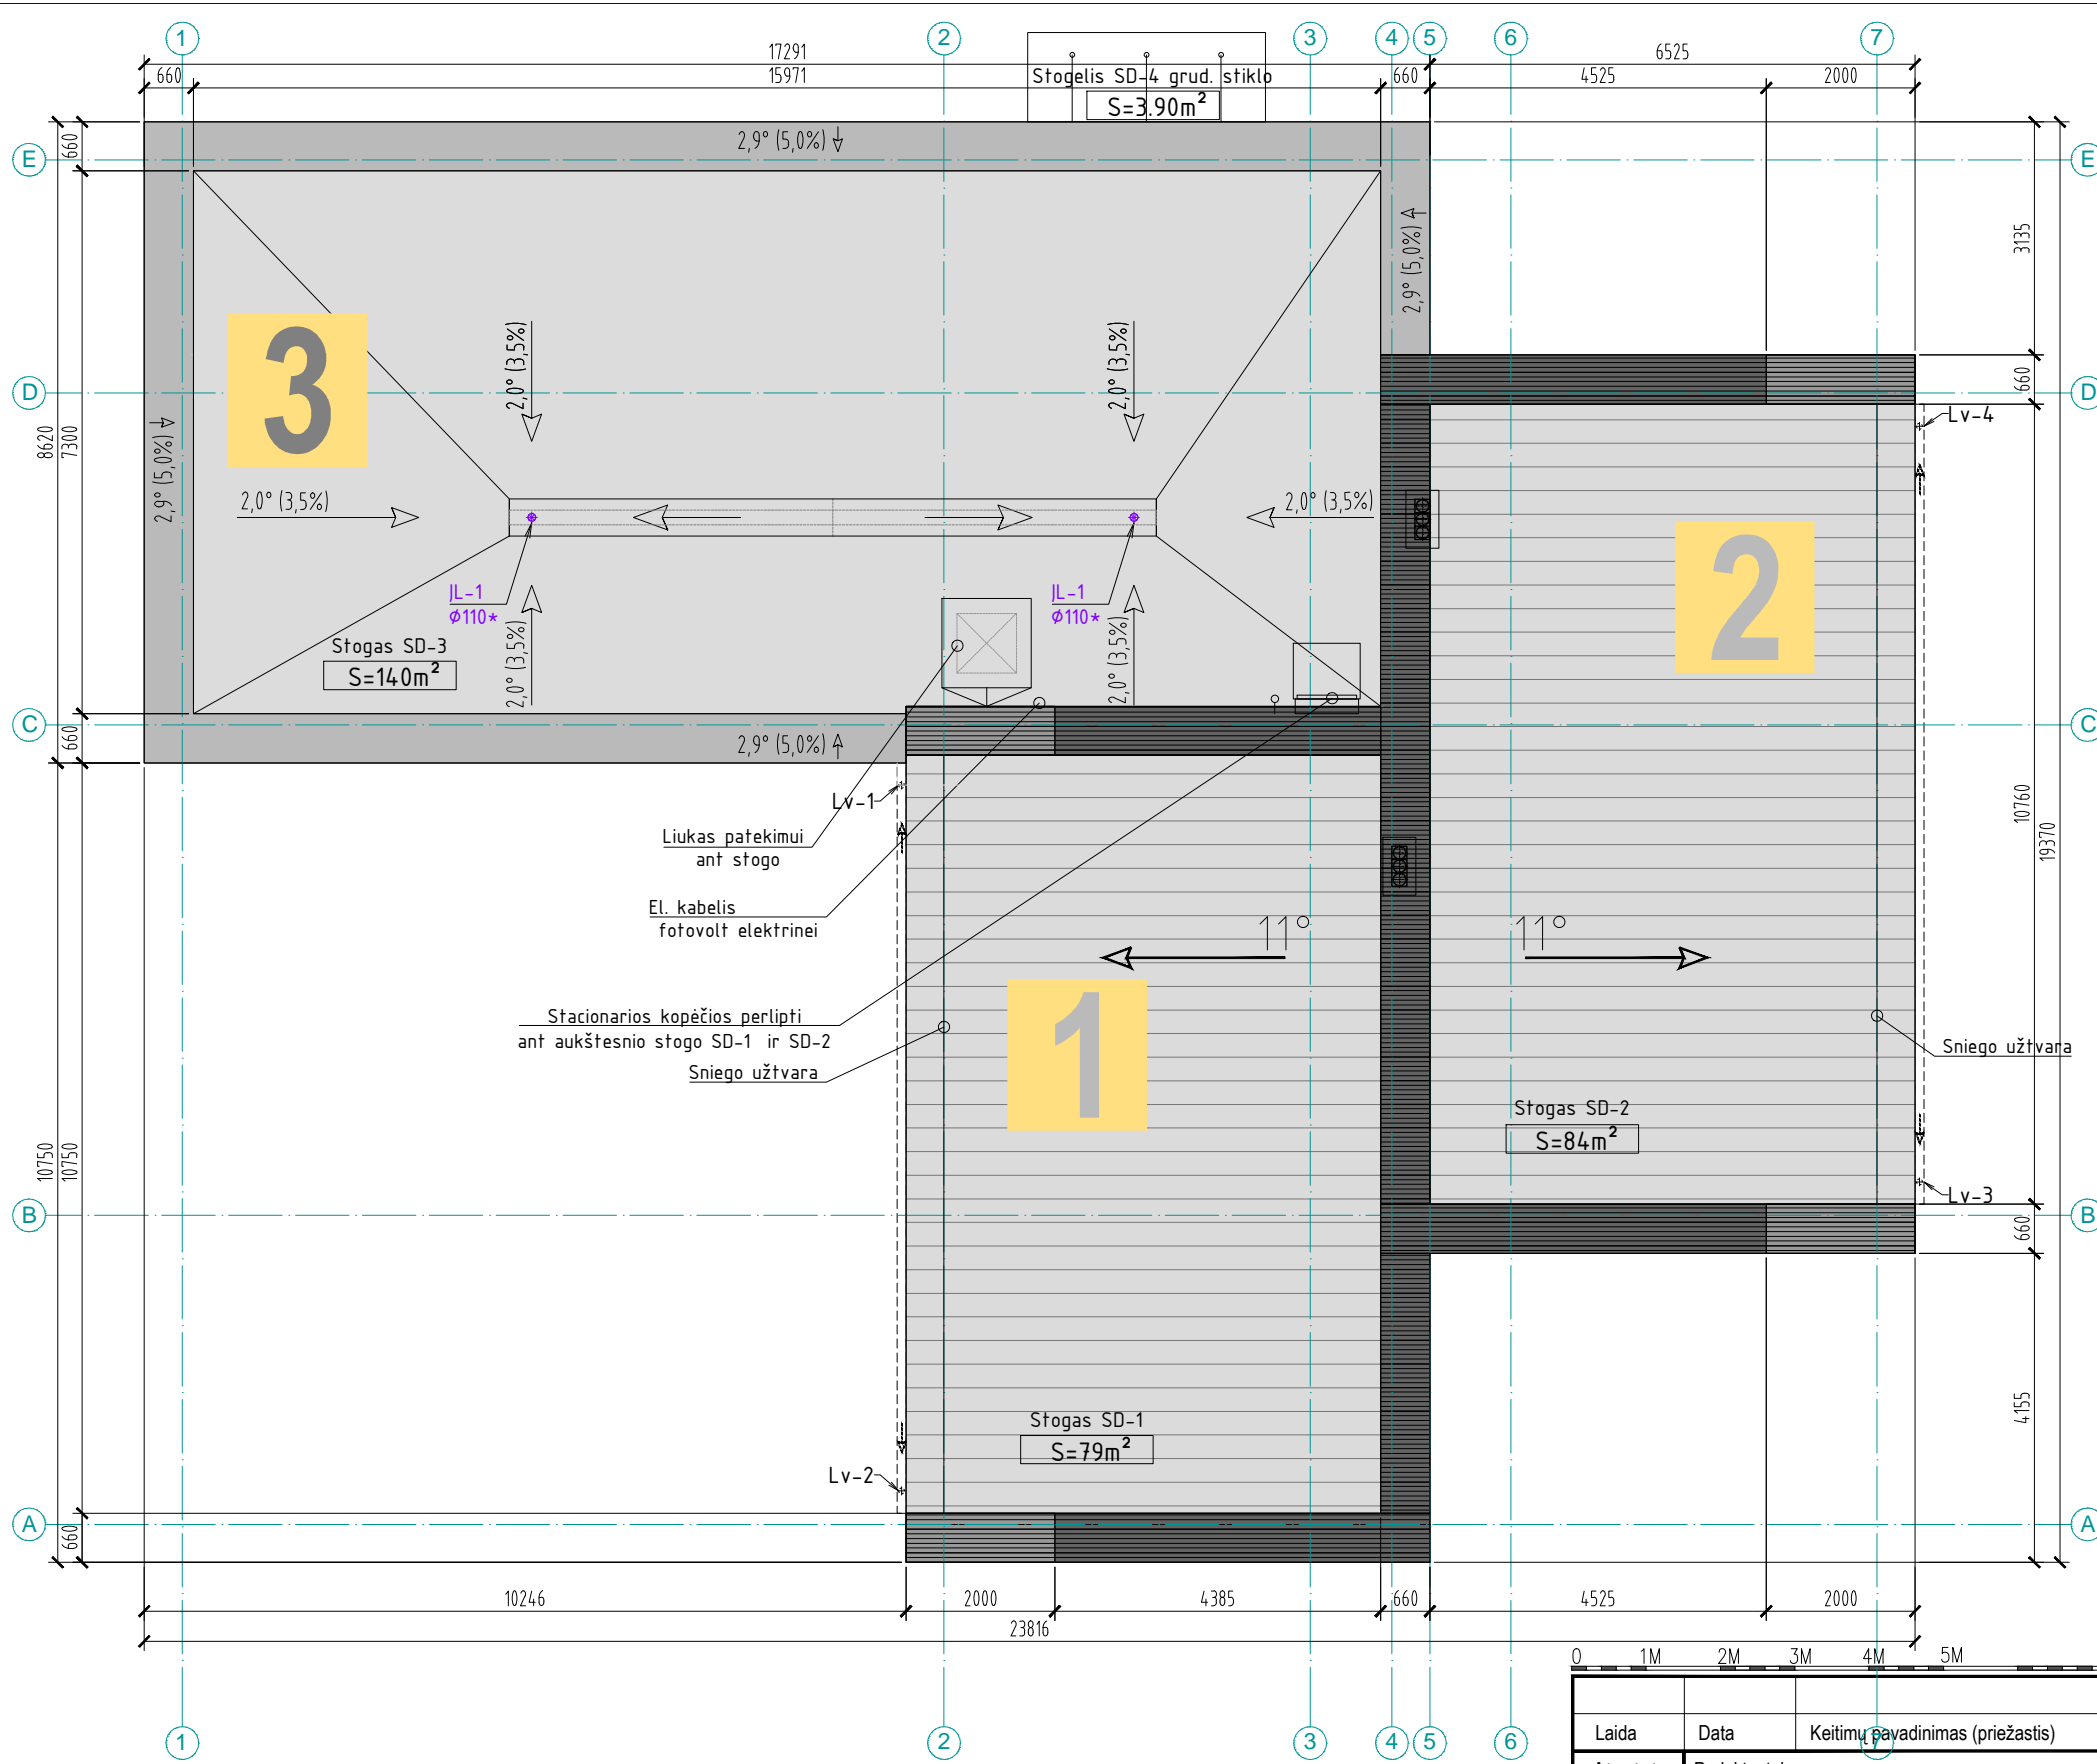 1 2 3 4 5 6 7
17291 6525
660 15971 660 4525 2000
Stogelis SD-4 grud. stiklo
S=3.90m²
E 660 2,9° (5,0%) E
2,9° (5,0%)
3135
3
2,0° (3,5%) 2,0° (3,5%)
D 660 D
Lv-4
8620 7300
2,9° (5,0%)
2,0° (3,5%) 2,0° (3,5%)
2
JL-1
Ø110*
JL-1
Ø110*
Stogas SD-3
S=140m²
2,0° (3,5%) 2,0° (3,5%)
C 660 2,9° (5,0%) C
Lv-1
10760 19370
Liukas patekimui
ant stogo
El. kabelis
fotovolt elektrinei
11° 11°
1
Stacionarios kopėčios perlipti
ant aukštesnio stogo SD-1 ir SD-2
Sniego užtvara
Sniego užtvara
Stogas SD-2
S=84m²
10750 10750
Lv-3
B 660 B
4155
Stogas SD-1
S=79m²
Lv-2
A 660 A
10246 2000 4385 660 4525 2000
23816
0 1M 2M 3M 4M 5M
Laida Data Keitimų pavadinimas (priežastis)
1 2 3 4 5 6 7